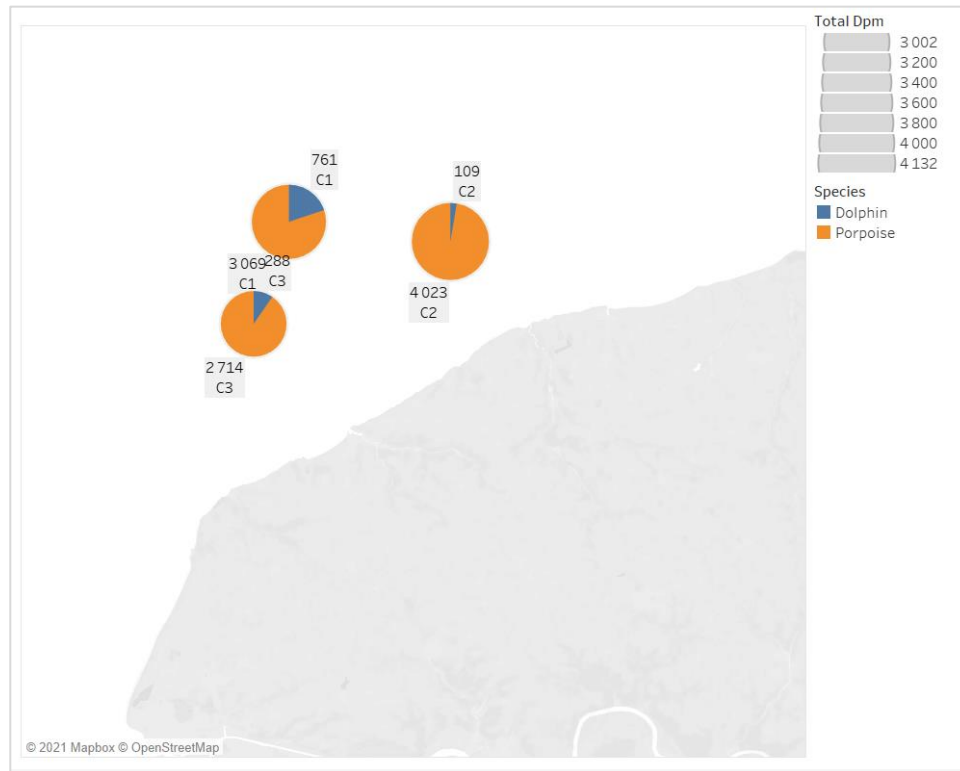 Total Dpm
3 002
3 200
3 400
3 600
3 800
4 000
4 132
Species
Dolphin
Porpoise
761
C1
109
C2
3 069
C1
288
C3
4 023
C2
2 714
C3
© 2021 Mapbox © OpenStreetMap